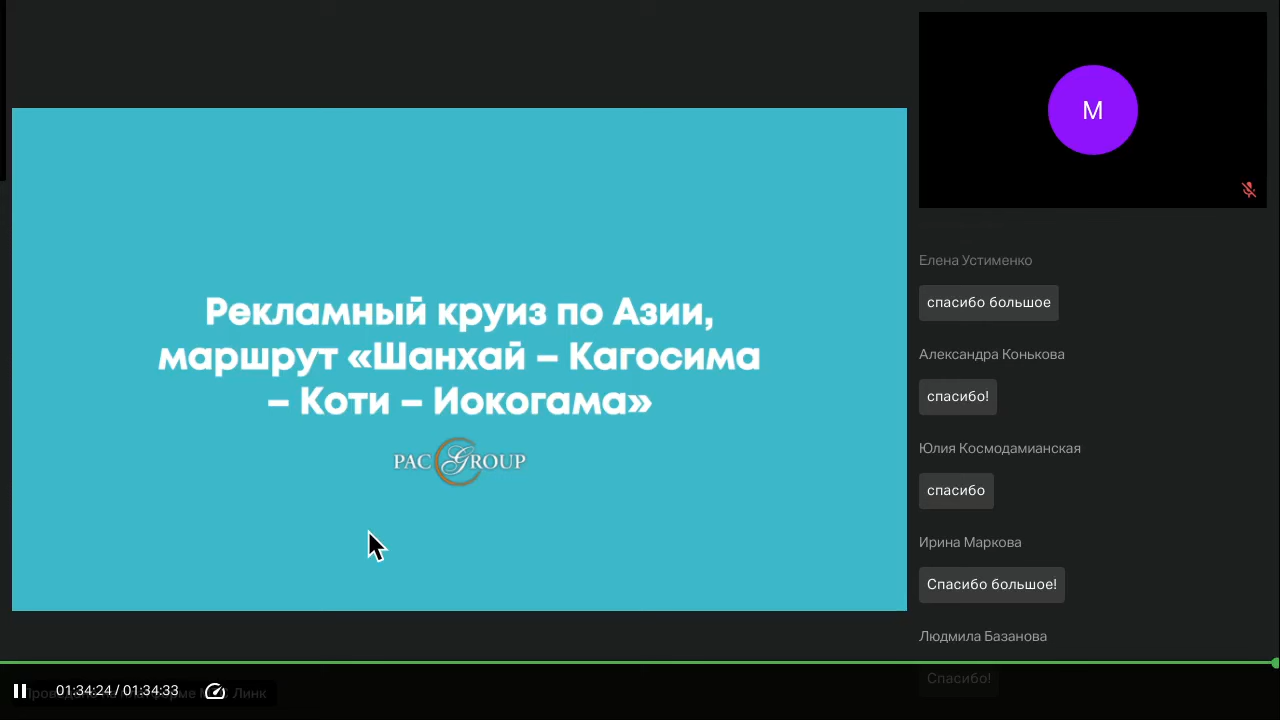 Рекламный круиз по Азии,
маршрут «Шанхай – Кагосима
– Коти – Иокогама»
PAC GROUP
M
Елена Устименко
спасибо большое
Александра Конькова
спасибо!
Юлия Космодамианская
спасибо
Ирина Маркова
Спасибо большое!
Людмила Базанова
Спасибо!
01:34:24 / 01:34:33
Линк